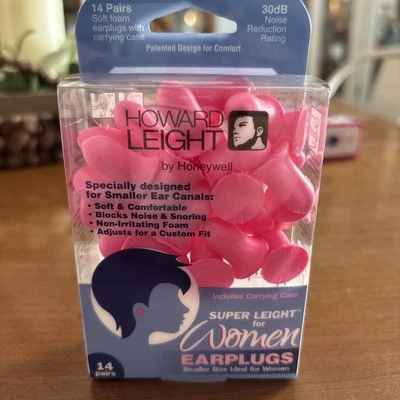 14 Pairs
Soft foam
earplugs with
carrying case
30dB
Noise
Reduction
Rating
Patented Design for Comfort
HOWARD
LEIGHT
by Honeywell
Specially designed
for Smaller Ear Canals:
• Soft & Comfortable
• Blocks Noise & Snoring
• Non-Irritating Foam
• Adjusts for a Custom Fit
Includes Carrying Case
SUPER LEIGHT™
for
Women
EARPLUGS
Smaller Size Ideal for Women
14
pairs